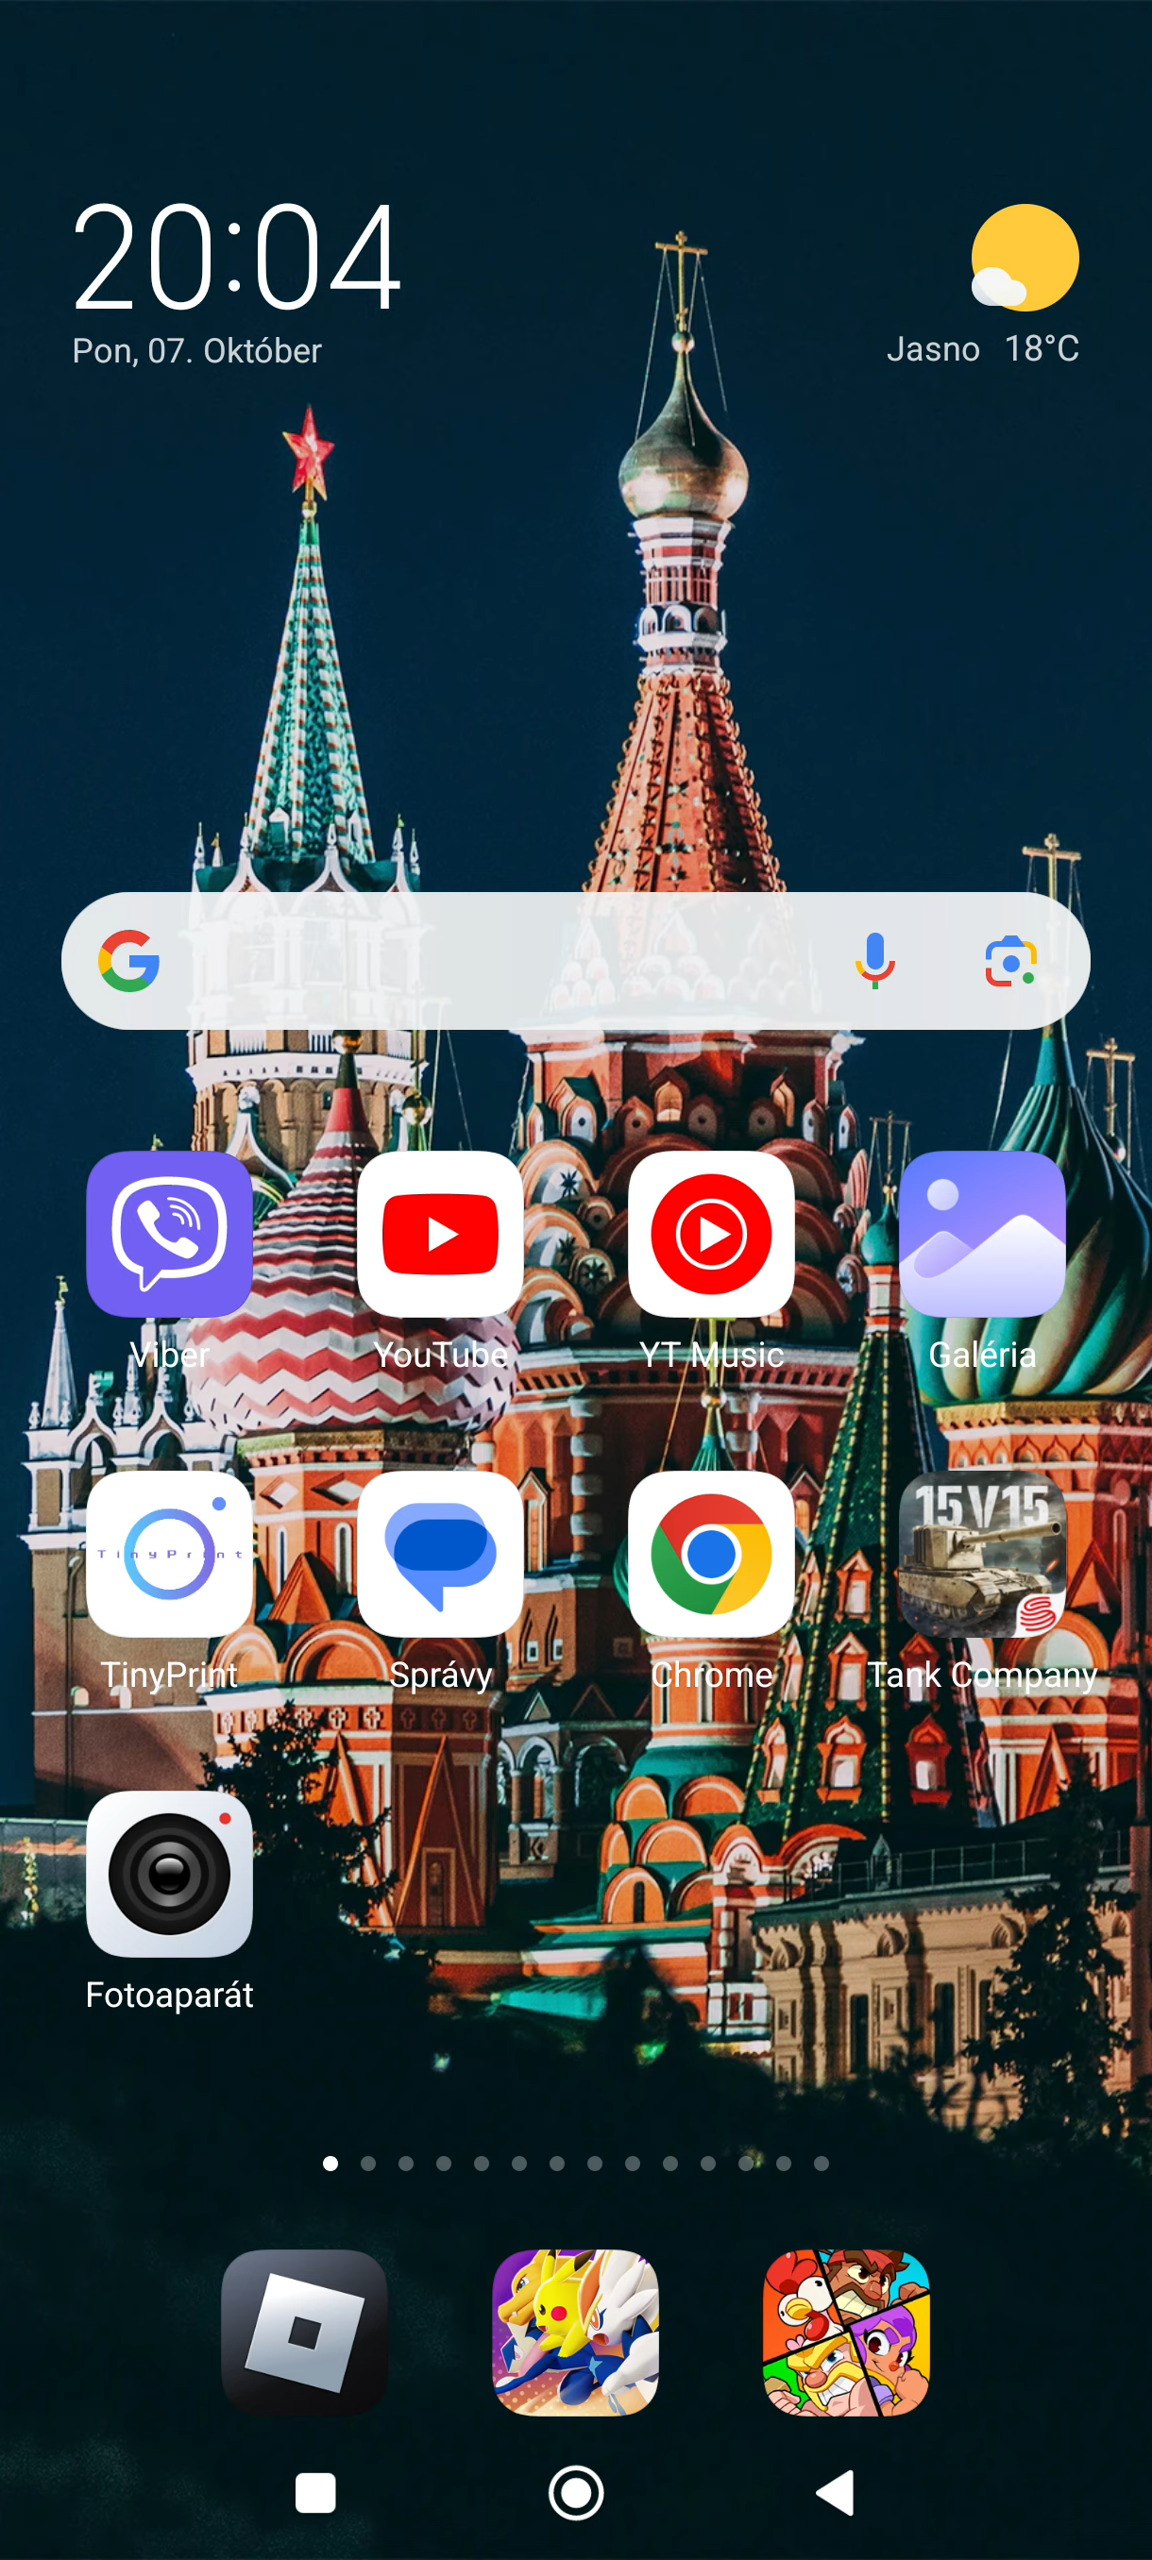 20:04
Pon, 07. Október
Jasno 18°C
Viber
YouTube
YT Music
Galéria
TinyPrint
15V15
TinyPrint
Správy
Chrome
Tank Company
Fotoaparát